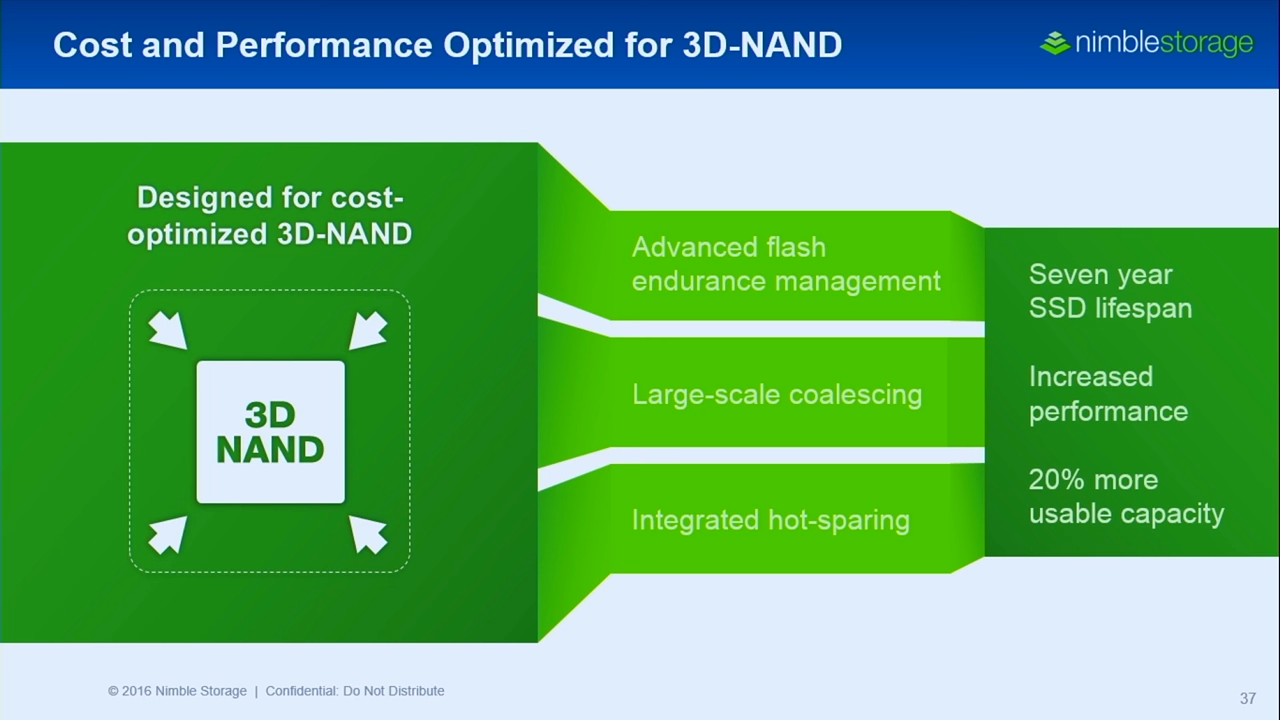 Cost and Performance Optimized for 3D-NAND
nimblestorage
Designed for cost-
optimized 3D-NAND
3D
NAND
Advanced flash
endurance management
Large-scale coalescing
Integrated hot-sparing
Seven year
SSD lifespan
Increased
performance
20% more
usable capacity
© 2016 Nimble Storage | Confidential: Do Not Distribute
37